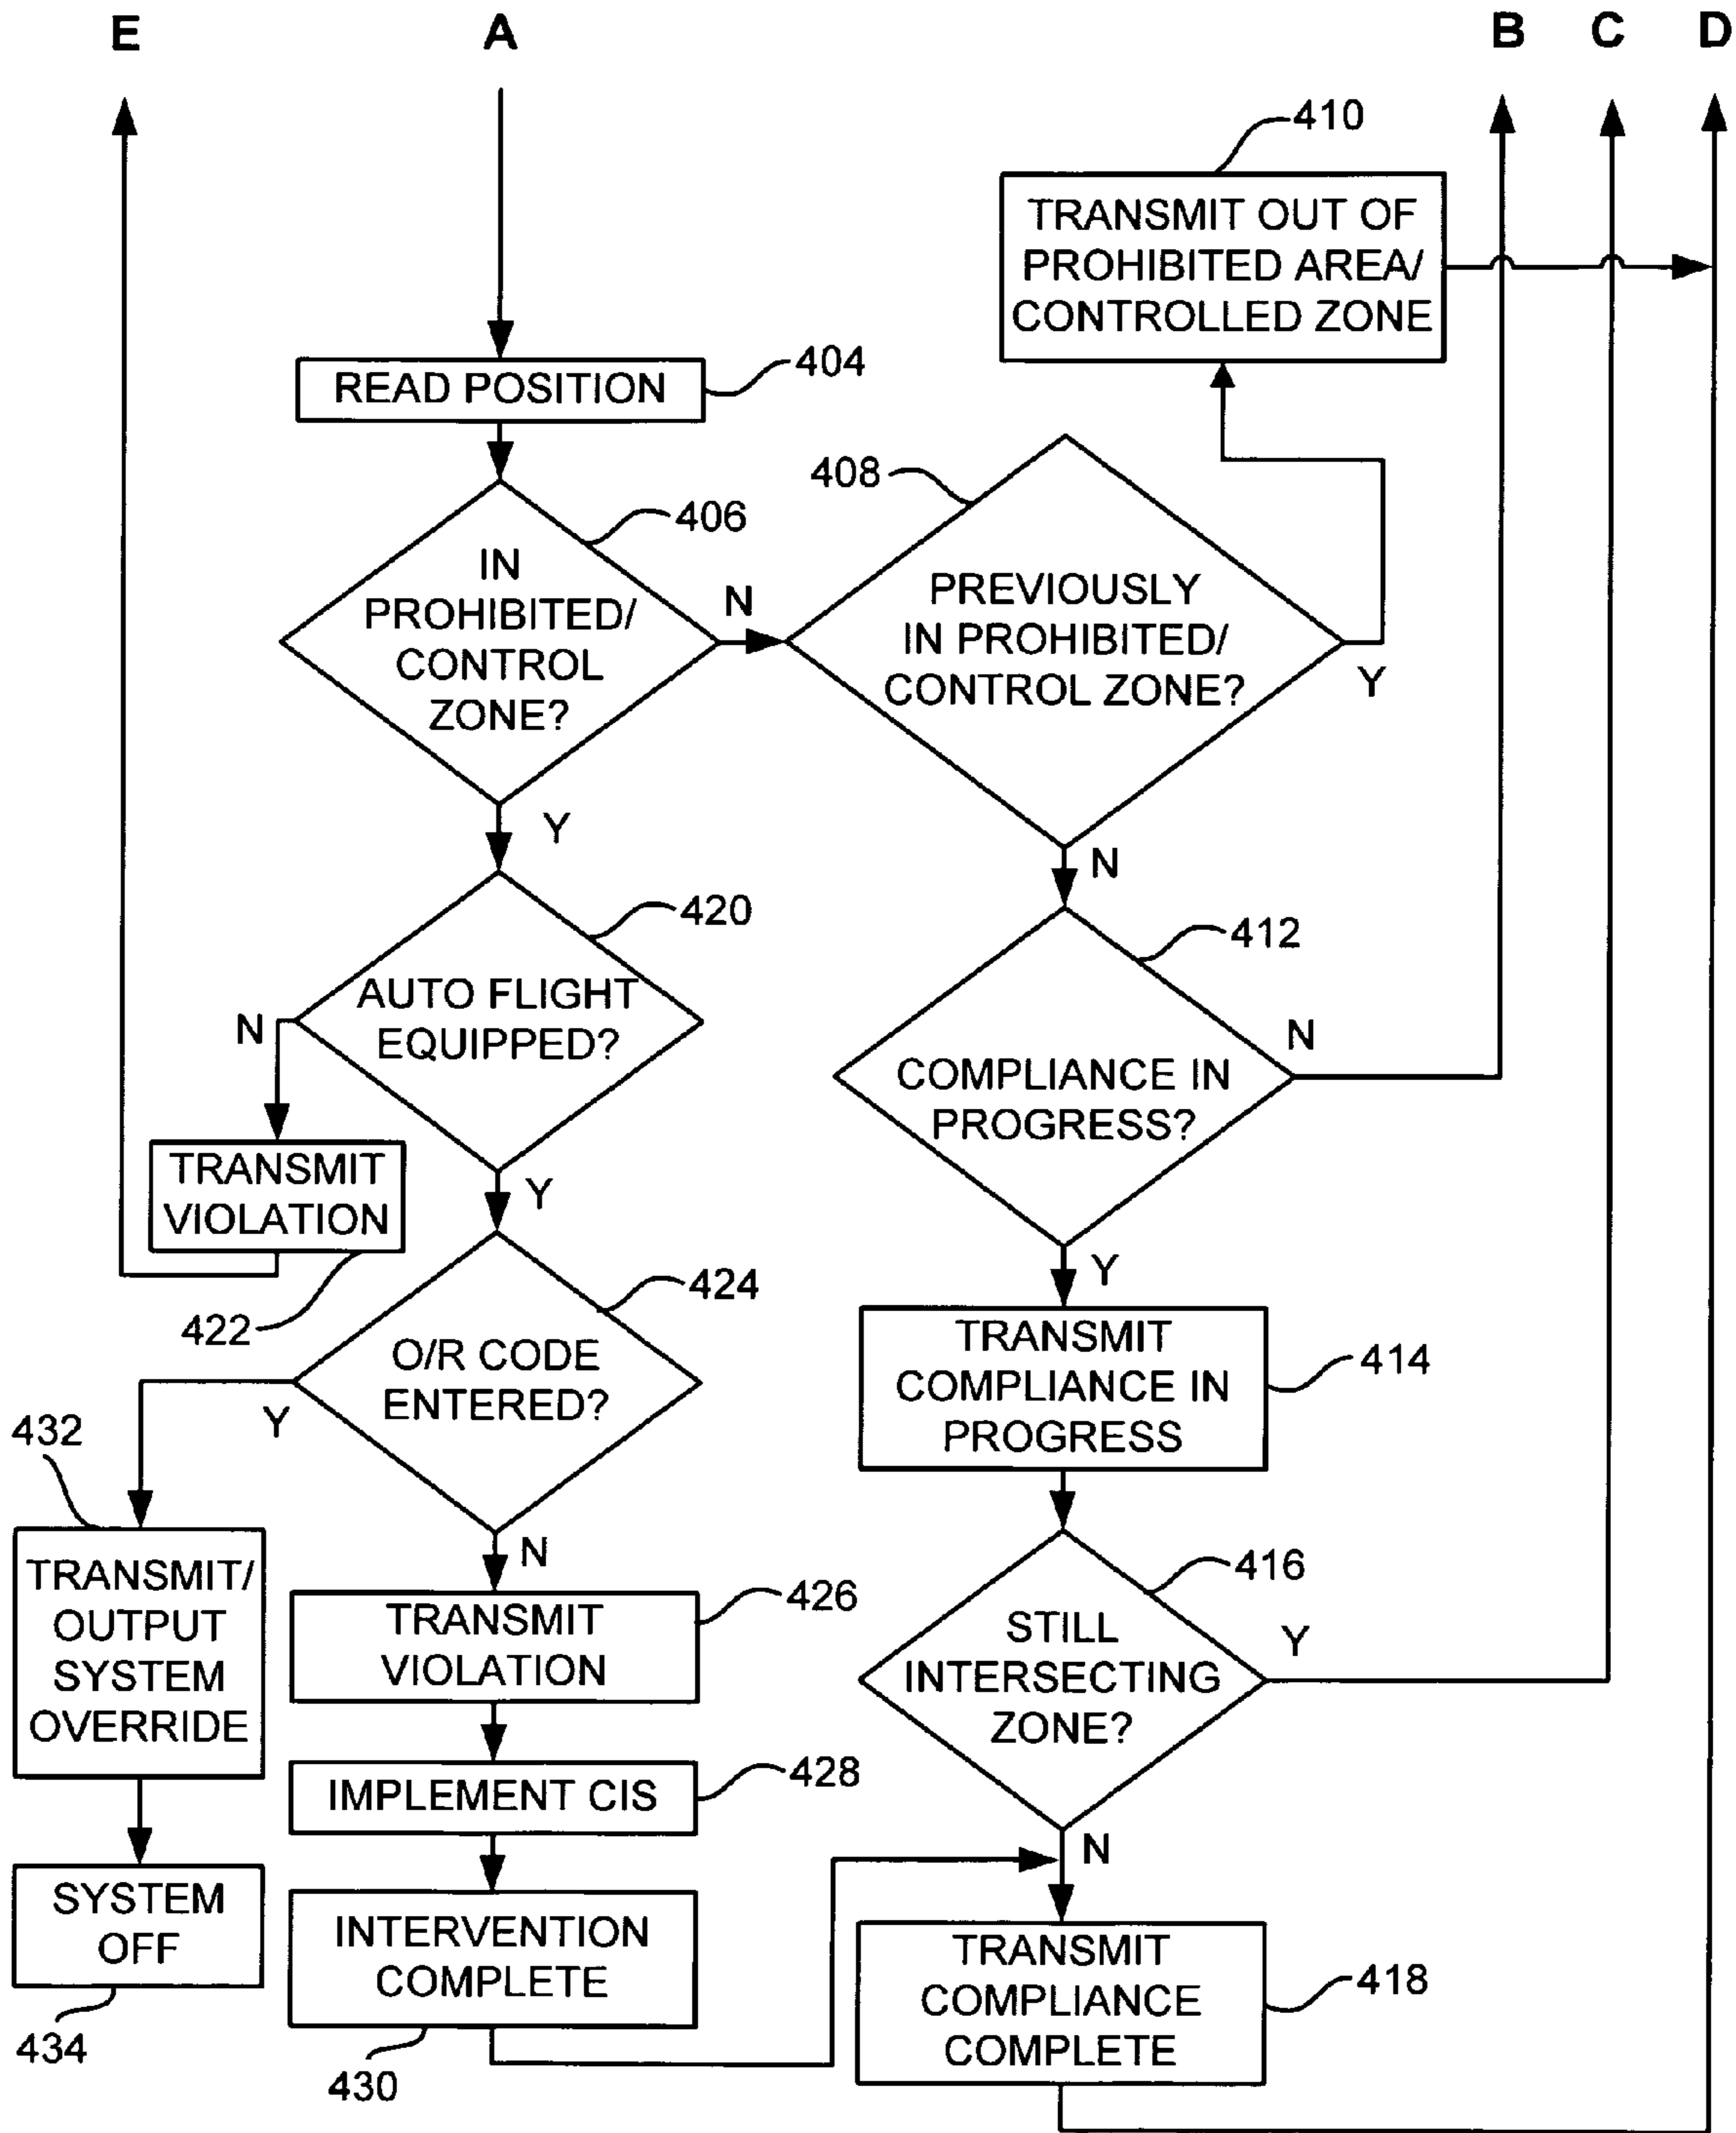 E
A
B
C
D
410
TRANSMIT OUT OF
PROHIBITED AREA/
CONTROLLED ZONE
READ POSITION
404
408
406
IN
PROHIBITED/
CONTROL
ZONE?
N
PREVIOUSLY
IN PROHIBITED/
CONTROL ZONE?
Y
Y
N
420
412
AUTO FLIGHT
EQUIPPED?
N
N
COMPLIANCE IN
PROGRESS?
TRANSMIT
VIOLATION
Y
422
424
Y
O/R CODE
ENTERED?
TRANSMIT
COMPLIANCE IN
PROGRESS
414
Y
432
N
TRANSMIT/
OUTPUT
SYSTEM
OVERRIDE
TRANSMIT
VIOLATION
426
416
STILL
INTERSECTING
ZONE?
Y
IMPLEMENT CIS
428
N
SYSTEM
OFF
434
INTERVENTION
COMPLETE
430
TRANSMIT
COMPLIANCE
COMPLETE
418